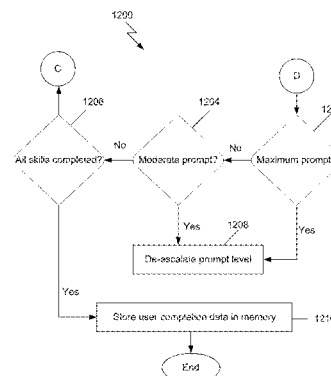 1200
C
D
1206
1204
All skills completed?
No
Moderate prompt?
No
Maximum prompt
Yes
1208
Yes
De-escalate prompt level
Yes
Store user completion data in memory
End